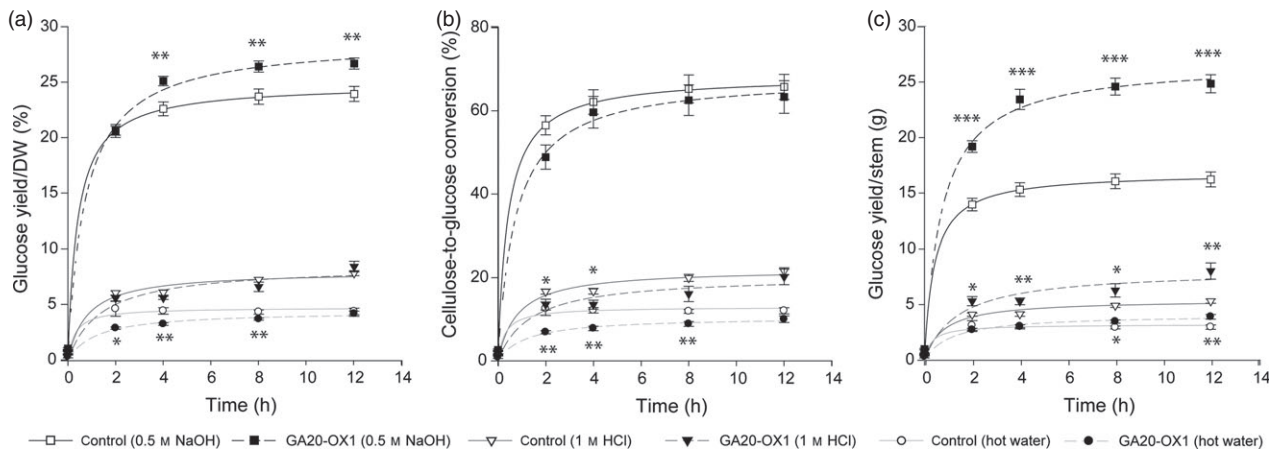 (a)
Glucose yield/DW (%)
30
25
20
15
10
5
0
** ** **
* ** **
0 2 4 6 8 10 12 14
Time (h)
(b)
Cellulose-to-glucose conversion (%)
80
60
40
20
0
* *
** ** **
0 2 4 6 8 10 12 14
Time (h)
(c)
Glucose yield/stem (g)
30
25
20
15
10
5
0
*** *** *** ***
* ** * **
* **
0 2 4 6 8 10 12 14
Time (h)
Control (0.5 M NaOH) GA20-OX1 (0.5 M NaOH) Control (1 M HCl) GA20-OX1 (1 M HCl) Control (hot water) GA20-OX1 (hot water)